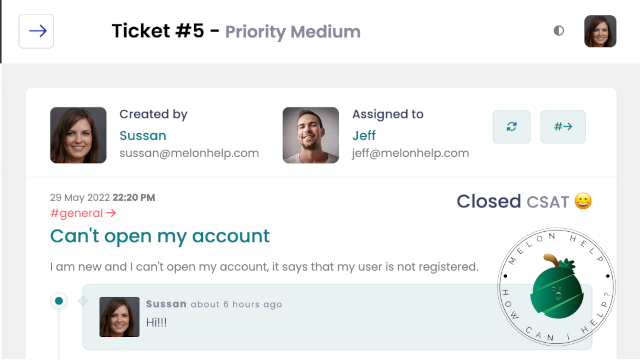 Ticket #5 - Priority Medium
Created by
Sussan
sussan@melonhelp.com
Assigned to
Jeff
jeff@melonhelp.com
#→
29 May 2022 22:20 PM
#general →
Closed CSAT 😀
Can't open my account
I am new and I can't open my account, it says that my user is not registered.
Sussan about 6 hours ago
Hi!!!
MELON HELP
HOW CAN I HELP?